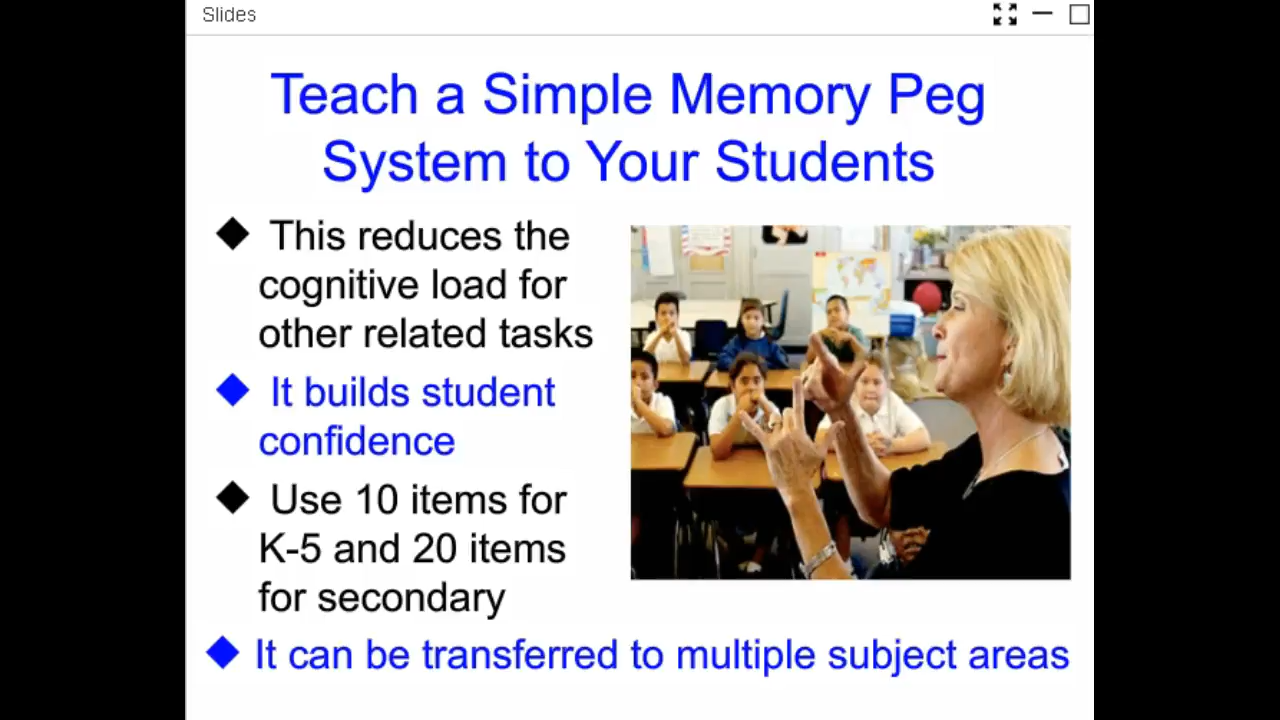 Slides
Teach a Simple Memory Peg
System to Your Students
This reduces the
cognitive load for
other related tasks
It builds student
confidence
Use 10 items for
K-5 and 20 items
for secondary
It can be transferred to multiple subject areas